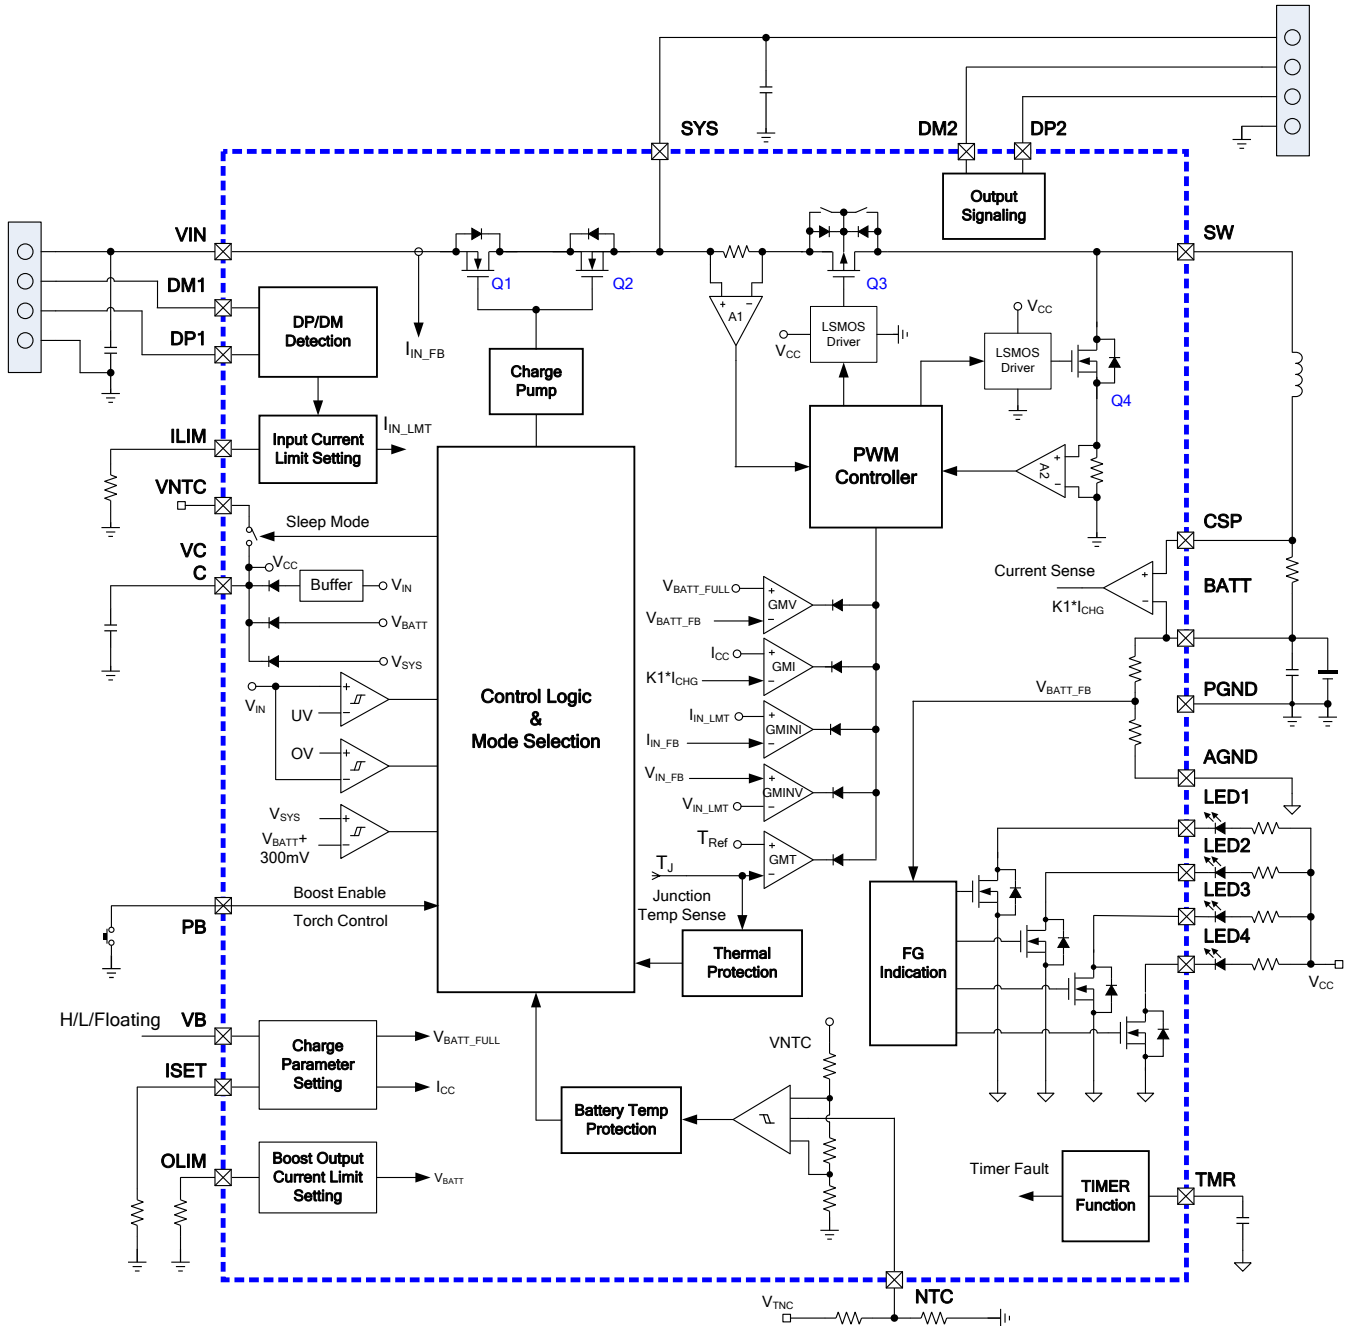 SYS
DM2
DP2
Output
Signaling
VIN
SW
DM1
Q1
Q2
Q3
DP/DM
Detection
DP1
IIN_FB
A1
VCC
LSMOS
Driver
VCC
LSMOS
Driver
Q4
Charge
Pump
ILIM
Input Current
Limit Setting
IIN_LMT
PWM
Controller
A2
VNTC
Sleep Mode
CSP
VC
C
VCC
Buffer
VIN
VBATT
VSYS
Current Sense
K1*ICHG
BATT
VBATT_FULL
GMV
VBATT_FB
ICC
GMI
K1*ICHG
VBATT_FB
PGND
VIN
UV
OV
Control Logic
&
Mode Selection
IIN_LMT
GMINI
IIN_FB
VIN_FB
GMINV
VIN_LMT
AGND
LED1
VSYS
VBATT+
300mV
TRef
GMT
TJ
Junction
Temp Sense
LED2
LED3
LED4
Boost Enable
Torch Control
PB
Thermal
Protection
FG
Indication
VCC
H/L/Floating
VB
Charge
Parameter
Setting
VBATT_FULL
ISET
ICC
VNTC
Battery Temp
Protection
OLIM
Boost Output
Current Limit
Setting
VBATT
Timer Fault
TIMER
Function
TMR
NTC
VTNC